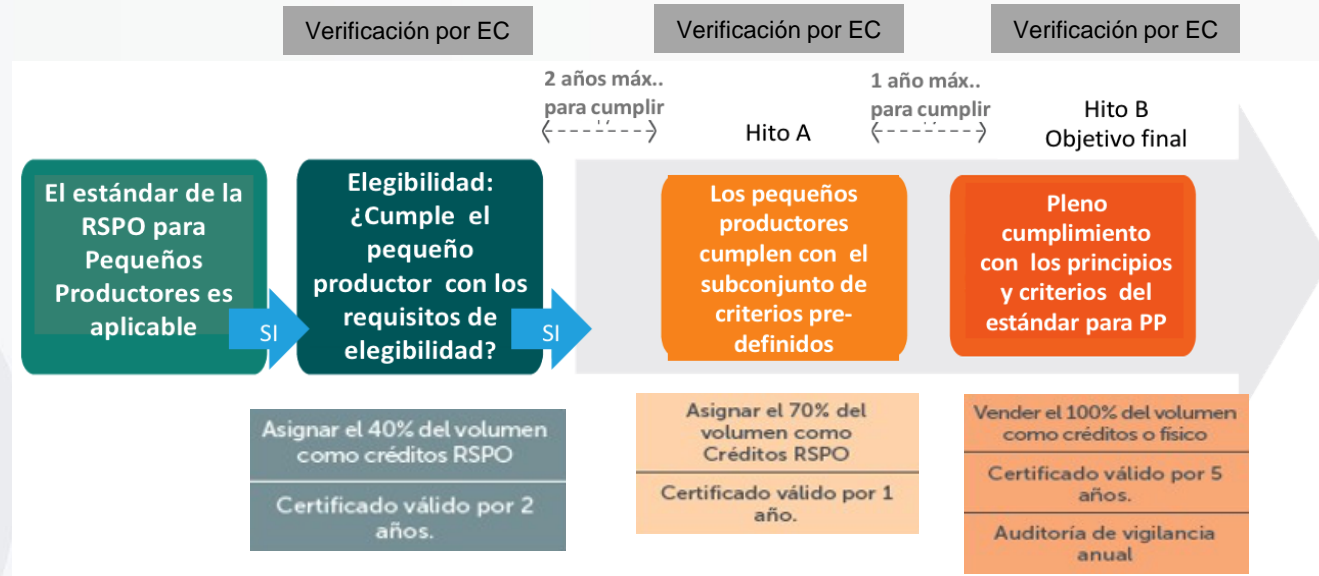 Verificación por EC
Verificación por EC
Verificación por EC
2 años máx..
para cumplir
Hito A
1 año máx..
para cumplir
Hito B
Objetivo final
El estándar de la
RSPO para
Pequeños
Productores es
aplicable
SI
Elegibilidad:
¿Cumple el
pequeño
productor con los
requisitos de
elegibilidad?
SI
Los pequeños
productores
cumplen con el
subconjunto de
criterios pre-
definidos
Pleno
cumplimiento
con los principios
y criterios del
estándar para PP
Asignar el 40% del volumen
como créditos RSPO
Certificado válido por 2
años.
Asignar el 70% del
volumen como
Créditos RSPO
Certificado válido por 1
año.
Vender el 100% del volumen
como créditos o físico
Certificado válido por 5
años.
Auditoría de vigilancia
anual